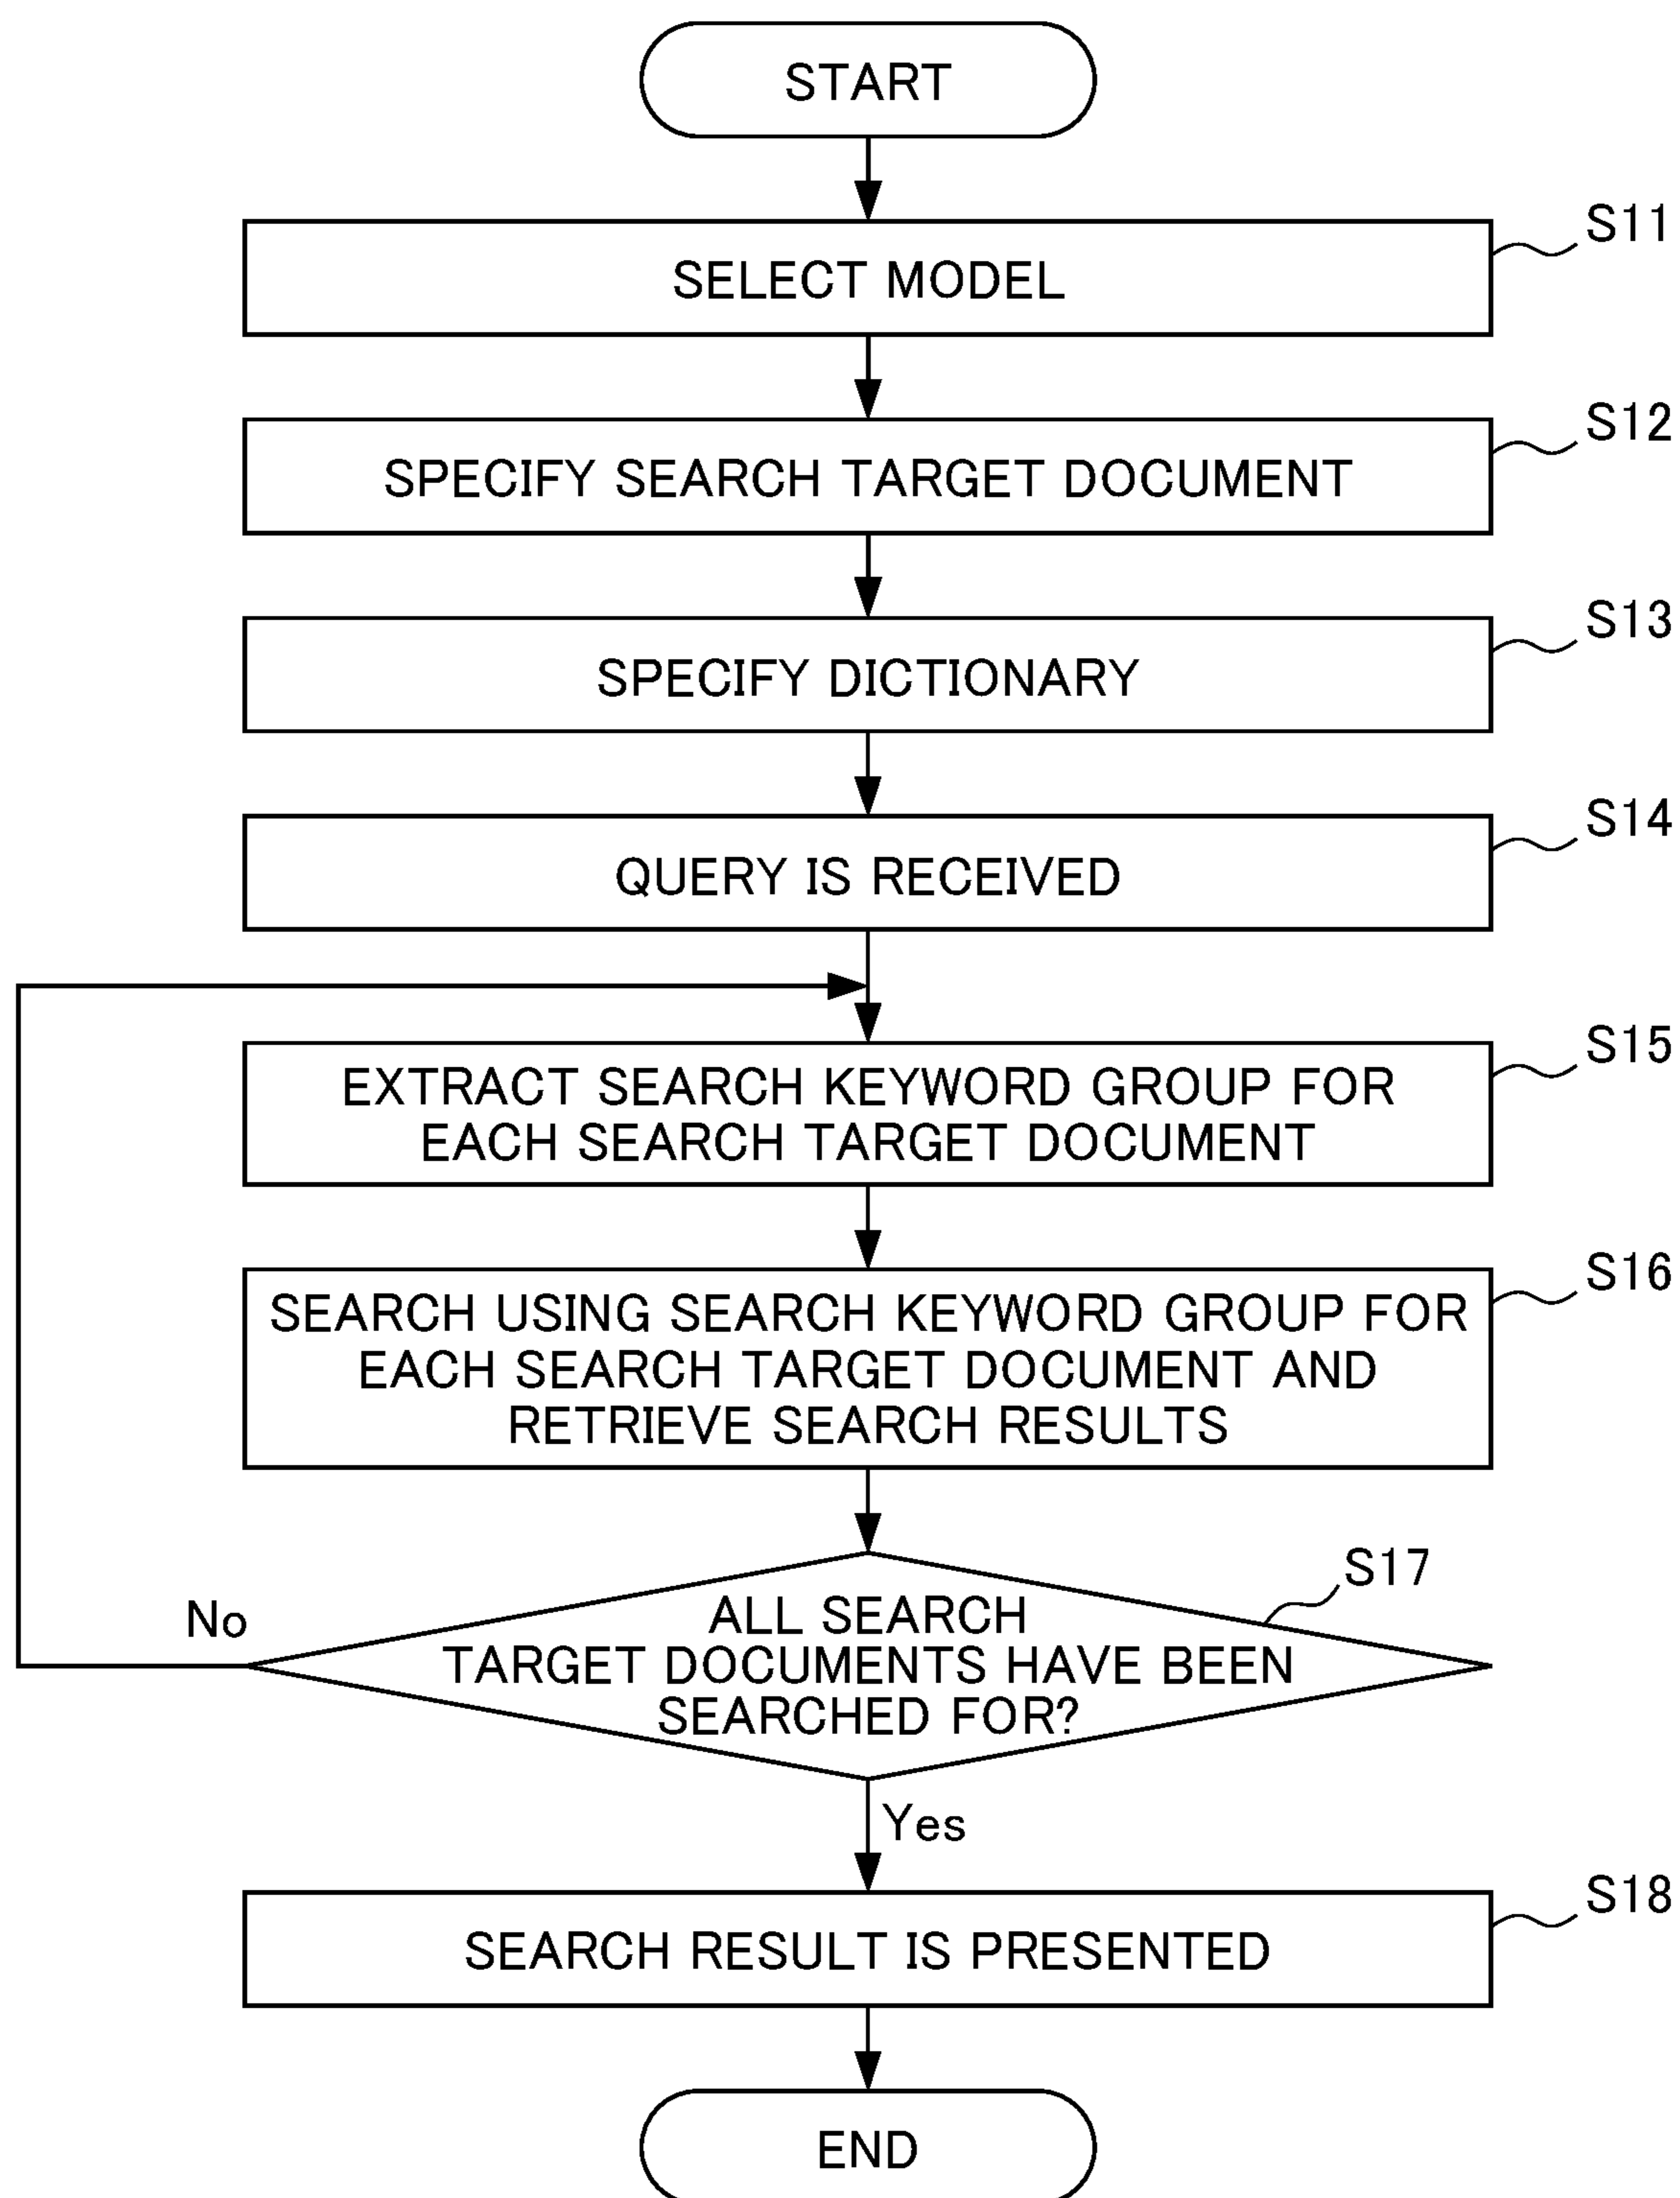 START
S11
SELECT MODEL
S12
SPECIFY SEARCH TARGET DOCUMENT
S13
SPECIFY DICTIONARY
S14
QUERY IS RECEIVED
S15
EXTRACT SEARCH KEYWORD GROUP FOR
EACH SEARCH TARGET DOCUMENT
S16
SEARCH USING SEARCH KEYWORD GROUP FOR
EACH SEARCH TARGET DOCUMENT AND
RETRIEVE SEARCH RESULTS
S17
No
ALL SEARCH
TARGET DOCUMENTS HAVE BEEN
SEARCHED FOR?
Yes
S18
SEARCH RESULT IS PRESENTED
END